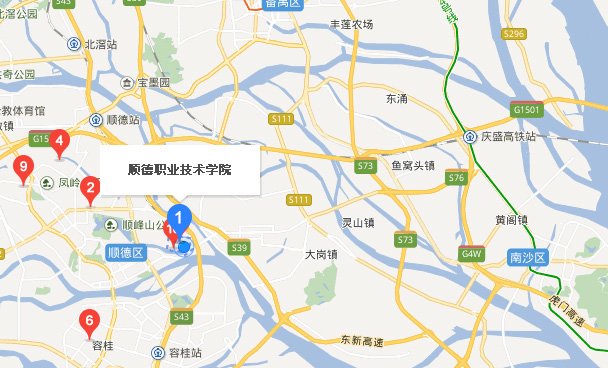 番禺区
S43
北滘公园
丰莲农场
S296
北滘站
奇公园
宝墨园
东涌
教体育馆
顺德站
S111
G1501
教镇
G15
庆盛高铁站
4
顺德职业技术学院
S73
鱼窝头镇
S76
9
凤岭
2
S111
1
灵山镇
黄阁镇
顺峰山公
顺德区
S39
S73
大岗镇
G4W
南沙区
S43
虎门高速
6
容桂
容桂站
东新高速